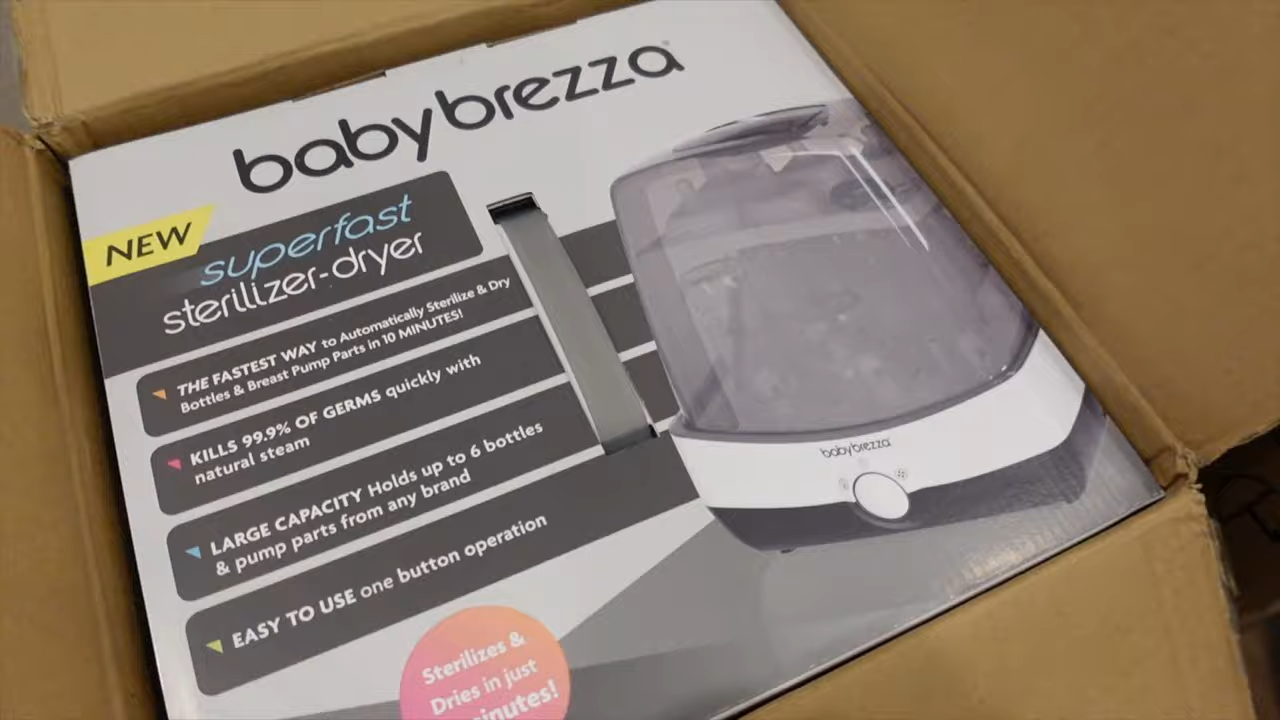 babybrezza
NEW
superfast
sterilizer-dryer
THE FASTEST WAY to Automatically Sterilize & Dry
Bottles & Breast Pump Parts in 10 MINUTES!
KILLS 99.9% OF GERMS quickly with
natural steam
LARGE CAPACITY Holds up to 6 bottles
& pump parts from any brand
EASY TO USE one button operation
babybrezza
Sterilizes &
Dries in just